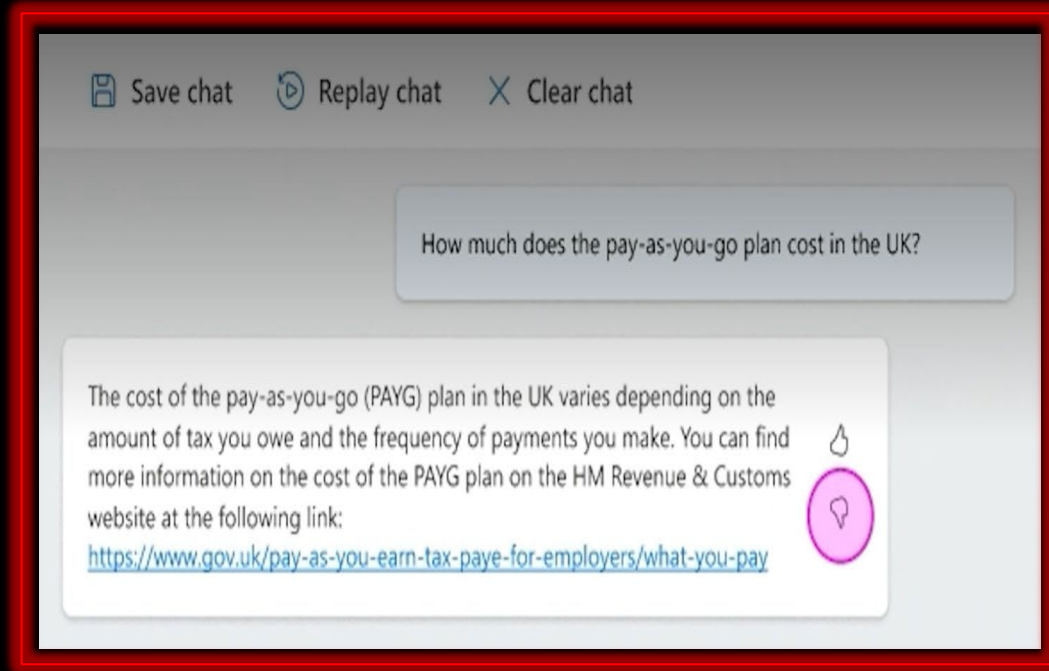 Save chat Replay chat Clear chat
How much does the pay-as-you-go plan cost in the UK?
The cost of the pay-as-you-go (PAYG) plan in the UK varies depending on the
amount of tax you owe and the frequency of payments you make. You can find
more information on the cost of the PAYG plan on the HM Revenue & Customs
website at the following link:
https://www.gov.uk/pay-as-you-earn-tax-paye-for-employers/what-you-pay